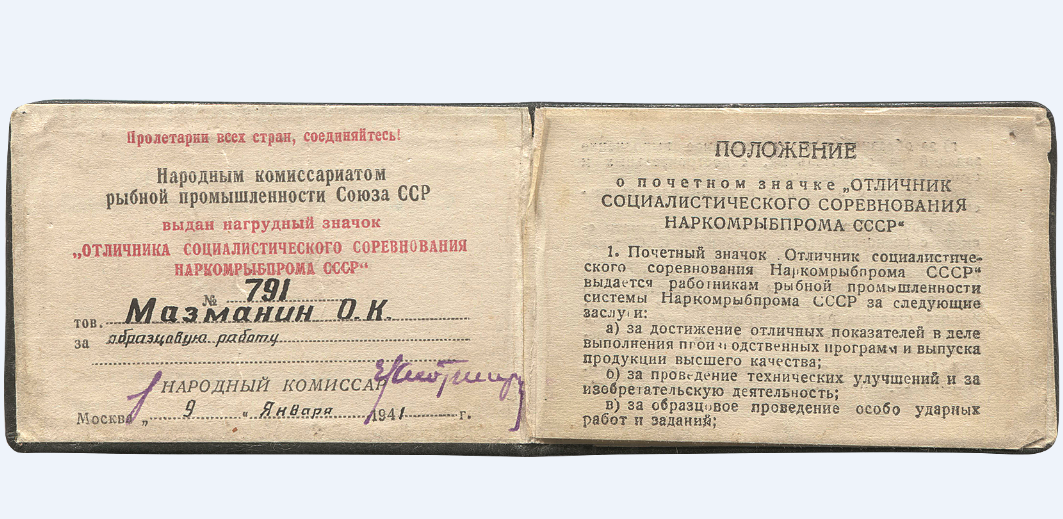 Пролетарии всех стран, соединяйтесь!
Народным комиссариатом
рыбной промышленности Союза ССР
выдан нагрудный значок
„ОТЛИЧНИКА СОЦИАЛИСТИЧЕСКОГО СОРЕВНОВАНИЯ
НАРКОМРЫБПРОМА СССР“
№ 791
тов. Мазманин О.К.
за образцовую работу
НАРОДНЫЙ КОМИССАР
Москва „ 9 “ Января 1941 г.
ПОЛОЖЕНИЕ
о почетном значке „ОТЛИЧНИК
СОЦИАЛИСТИЧЕСКОГО СОРЕВНОВАНИЯ
НАРКОМРЫБПРОМА СССР“
1. Почетный значок „Отличник социалистиче-
ского соревнования Наркомрыбпрома СССР“
выдается работникам рыбной промышленности
системы Наркомрыбпрома СССР за следующие
заслуги:
а) за достижение отличных показателей в деле
выполнения производственных программ и выпуска
продукции высшего качества;
б) за проведение технических улучшений и за
изобретательскую деятельность;
в) за образцовое проведение особо ударных
работ и заданий;